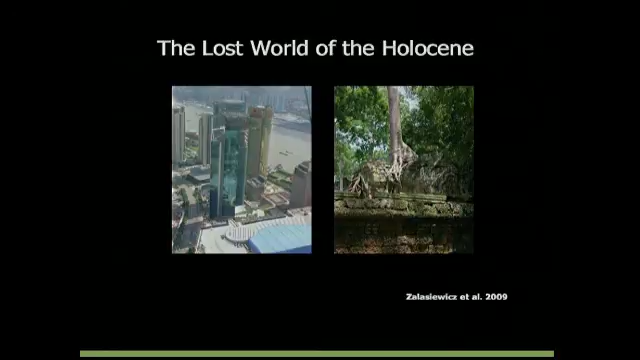 The Lost World of the Holocene
Zalasiewicz et al. 2009